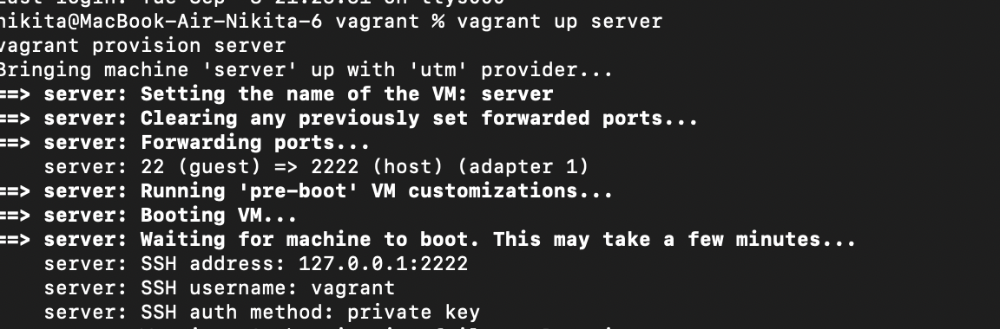 nikita@MacBook-Air-Nikita-6 vagrant % vagrant up server
vagrant provision server
Bringing machine 'server' up with 'utm' provider...
==> server: Setting the name of the VM: server
==> server: Clearing any previously set forwarded ports...
==> server: Forwarding ports...
server: 22 (guest) => 2222 (host) (adapter 1)
==> server: Running 'pre-boot' VM customizations...
==> server: Booting VM...
==> server: Waiting for machine to boot. This may take a few minutes...
server: SSH address: 127.0.0.1:2222
server: SSH username: vagrant
server: SSH auth method: private key